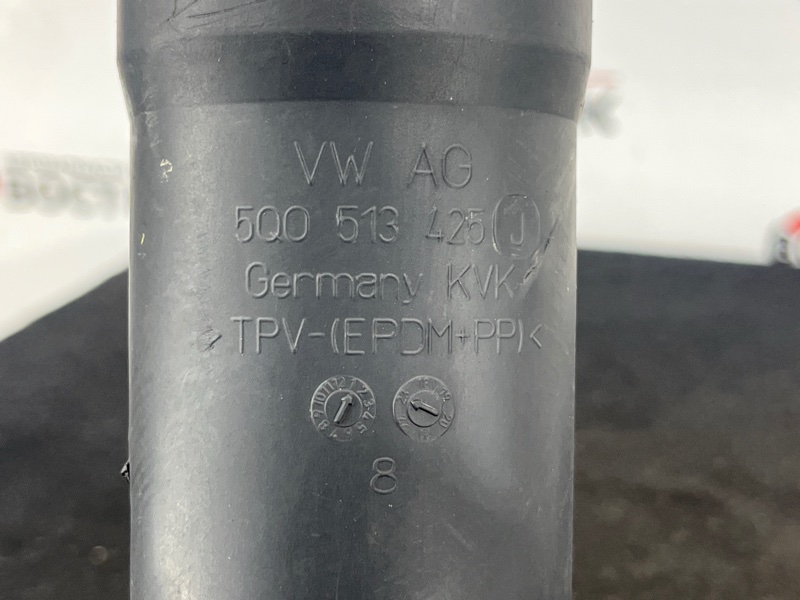 VW AG
5Q0 513 425 J
Germany KVK
>TPV-(EPDM+PP)<
8